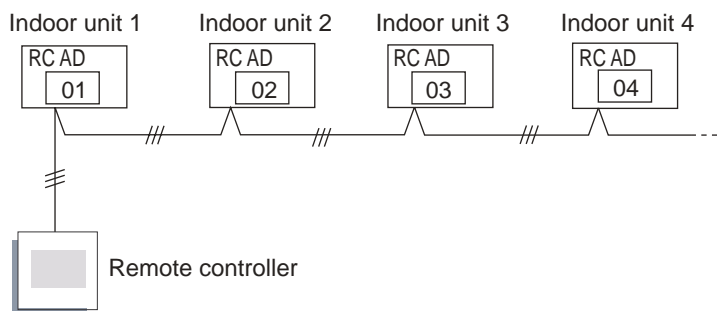 Indoor unit 1 Indoor unit 2 Indoor unit 3 Indoor unit 4
RC AD RC AD RC AD RC AD
01 02 03 04
Remote controller